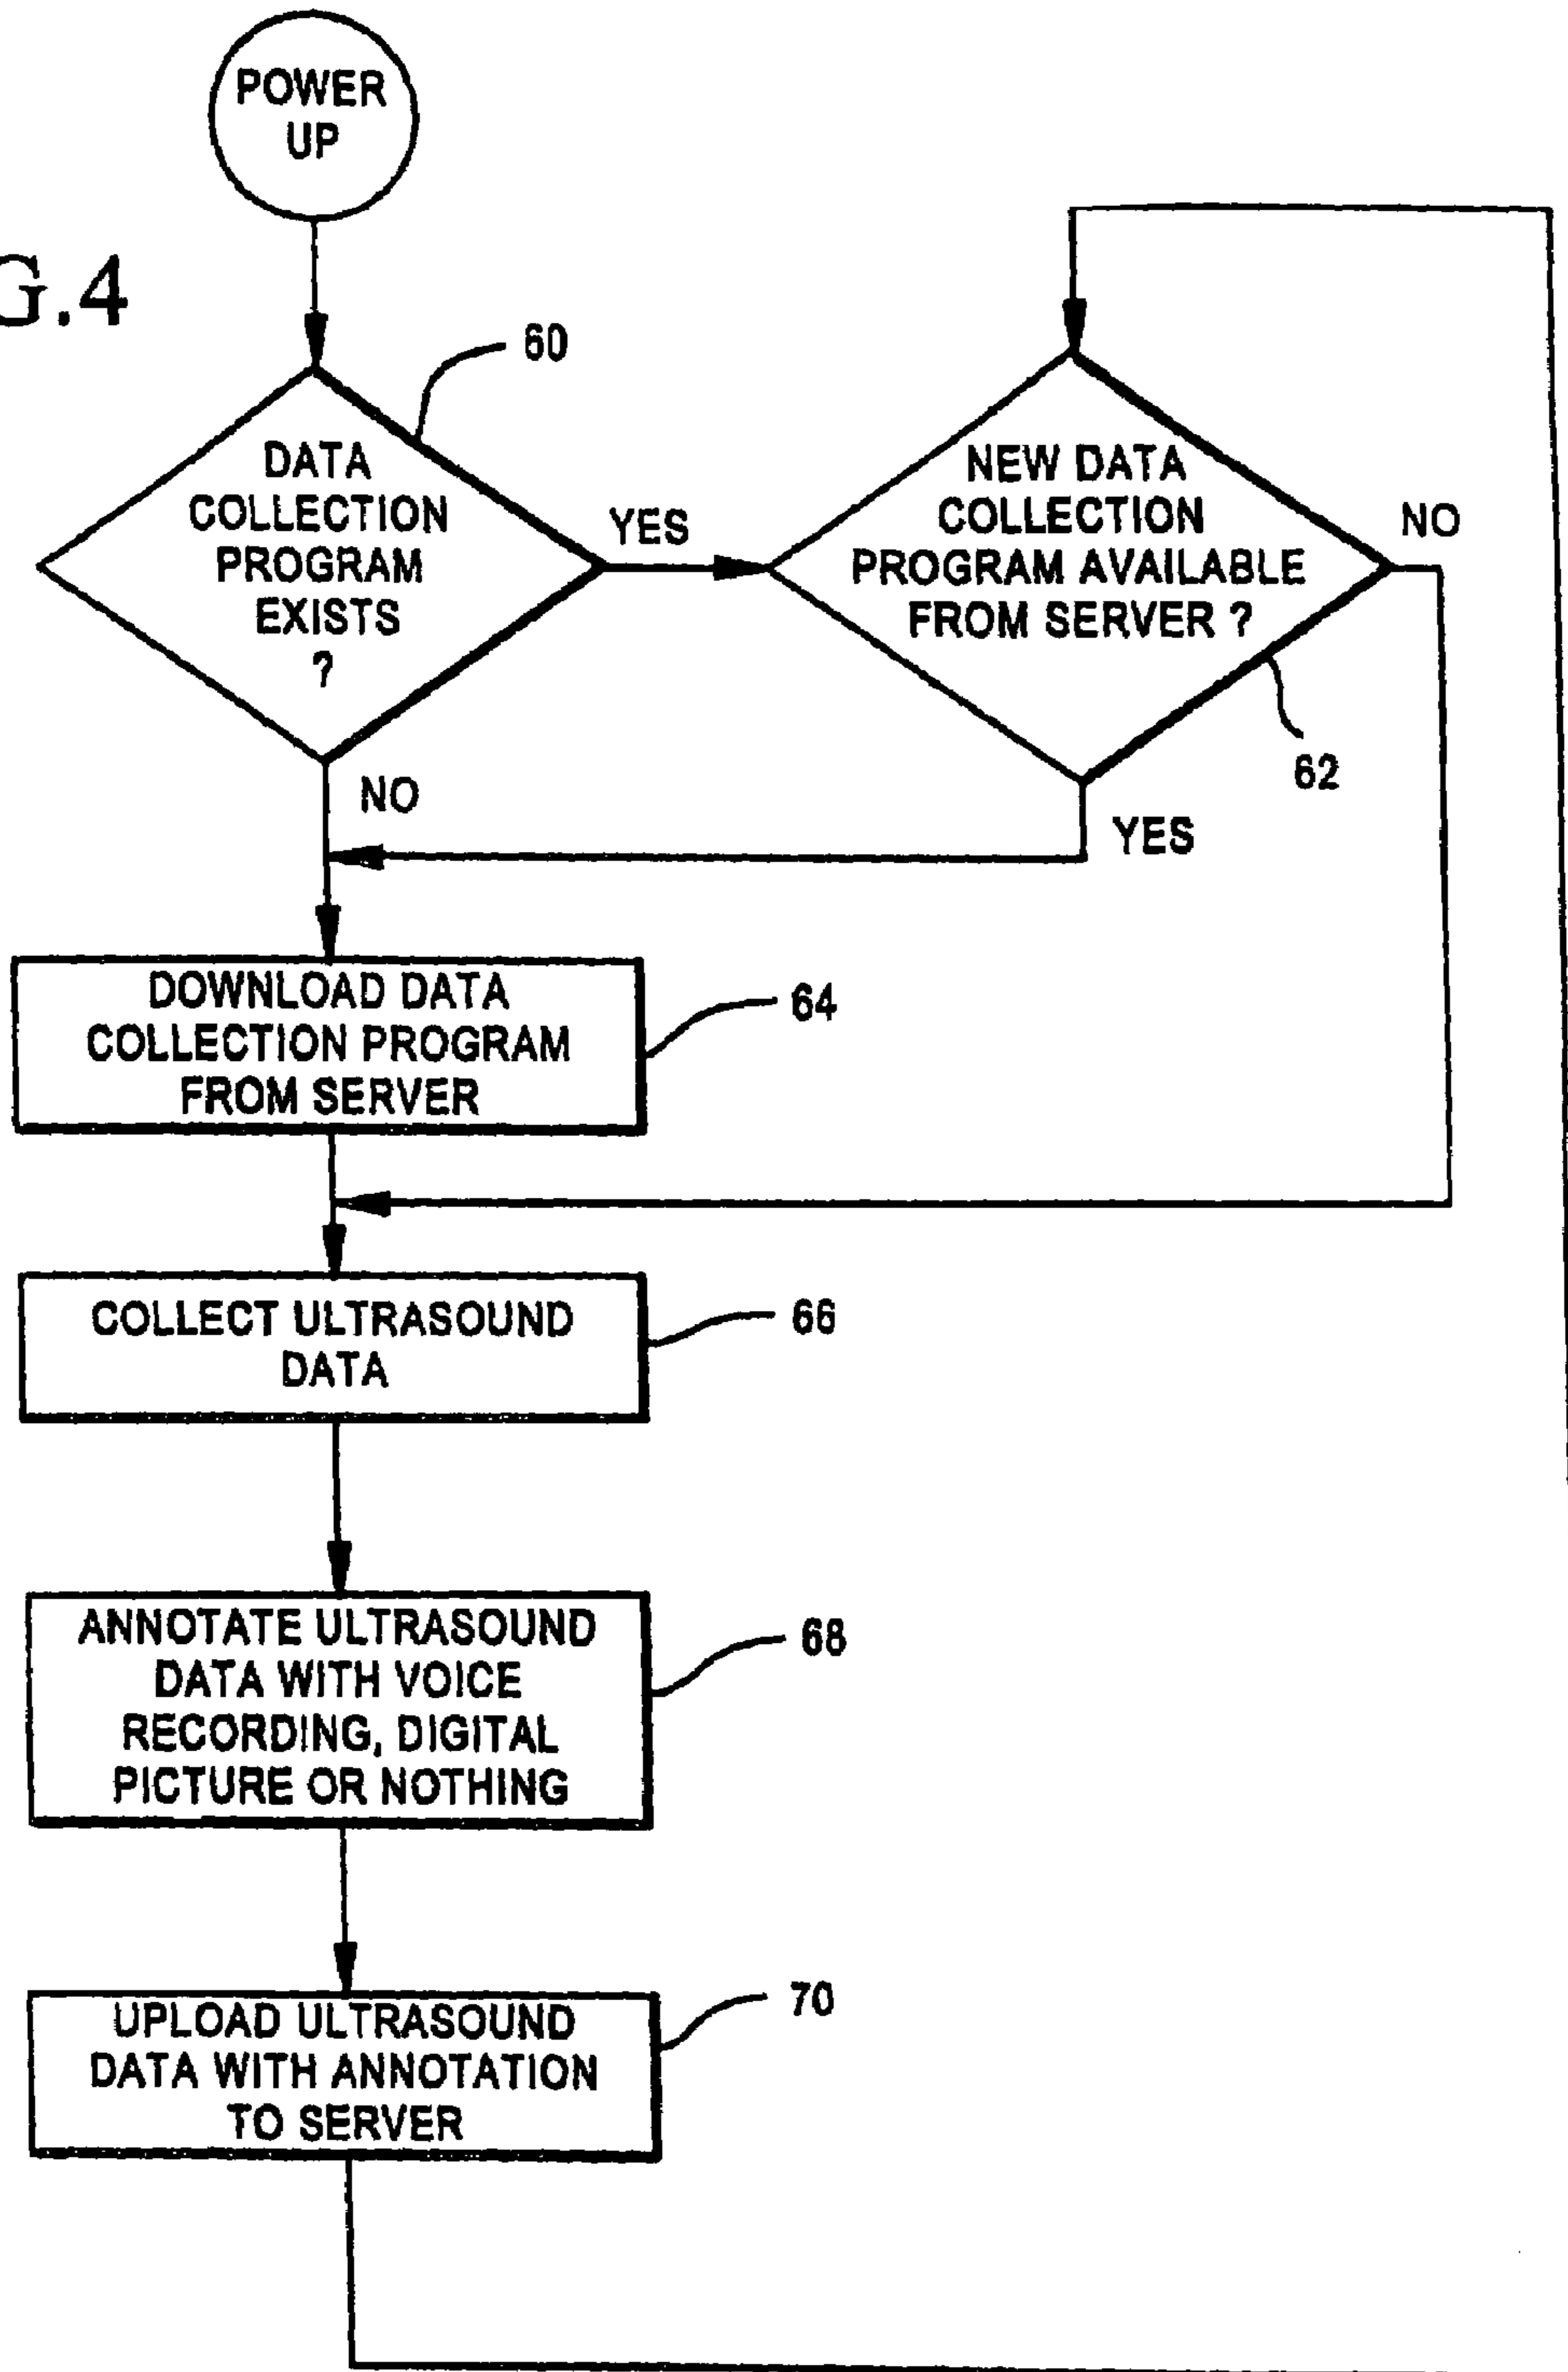 POWER
UP
G.4
60
DATA
COLLECTION
PROGRAM
EXISTS
?
YES
NEW DATA
COLLECTION
PROGRAM AVAILABLE
FROM SERVER ?
NO
62
NO
YES
DOWNLOAD DATA
COLLECTION PROGRAM
FROM SERVER
64
COLLECT ULTRASOUND
DATA
66
ANNOTATE ULTRASOUND
DATA WITH VOICE
RECORDING, DIGITAL
PICTURE OR NOTHING
68
UPLOAD ULTRASOUND
DATA WITH ANNOTATION
TO SERVER
70